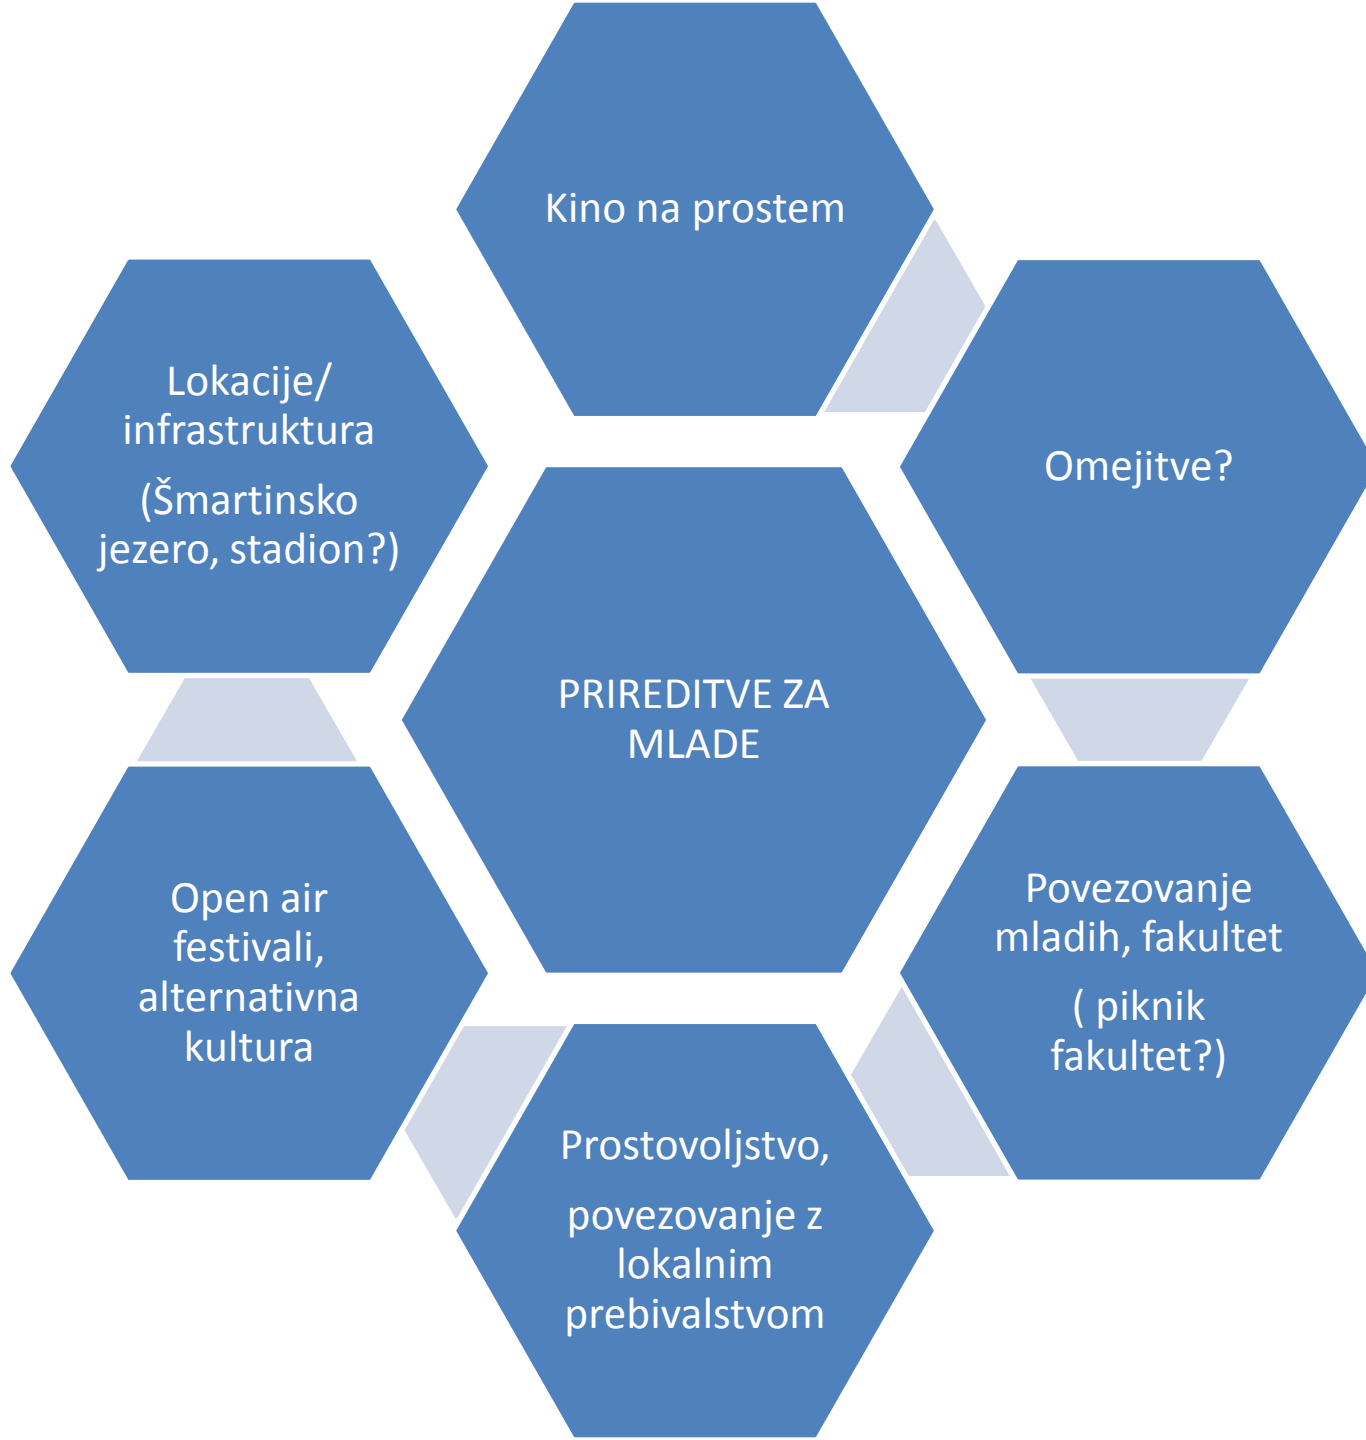 Kino na prostem
Omejitve?
Povezovanje
mladih, fakultet
( piknik
fakultet?)
Prostovoljstvo,
povezovanje z
lokalnim
prebivalstvom
Open air
festivali,
alternativna
kultura
Lokacije/
infrastruktura
(Šmartinsko
jezero, stadion?)
PRIREDITVE ZA
MLADE